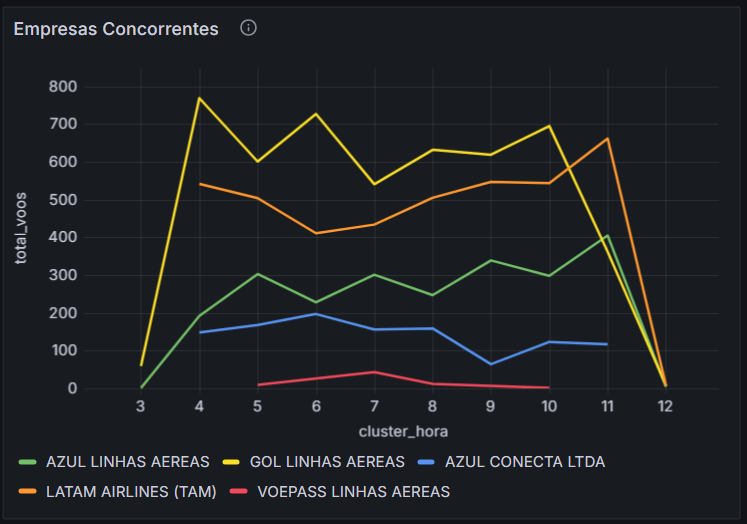 Empresas Concorrentes
800
700
600
500
400
300
200
100
0
total_voos
3 4 5 6 7 8 9 10 11 12
cluster_hora
AZUL LINHAS AEREAS GOL LINHAS AEREAS AZUL CONECTA LTDA
LATAM AIRLINES (TAM) VOEPASS LINHAS AEREAS